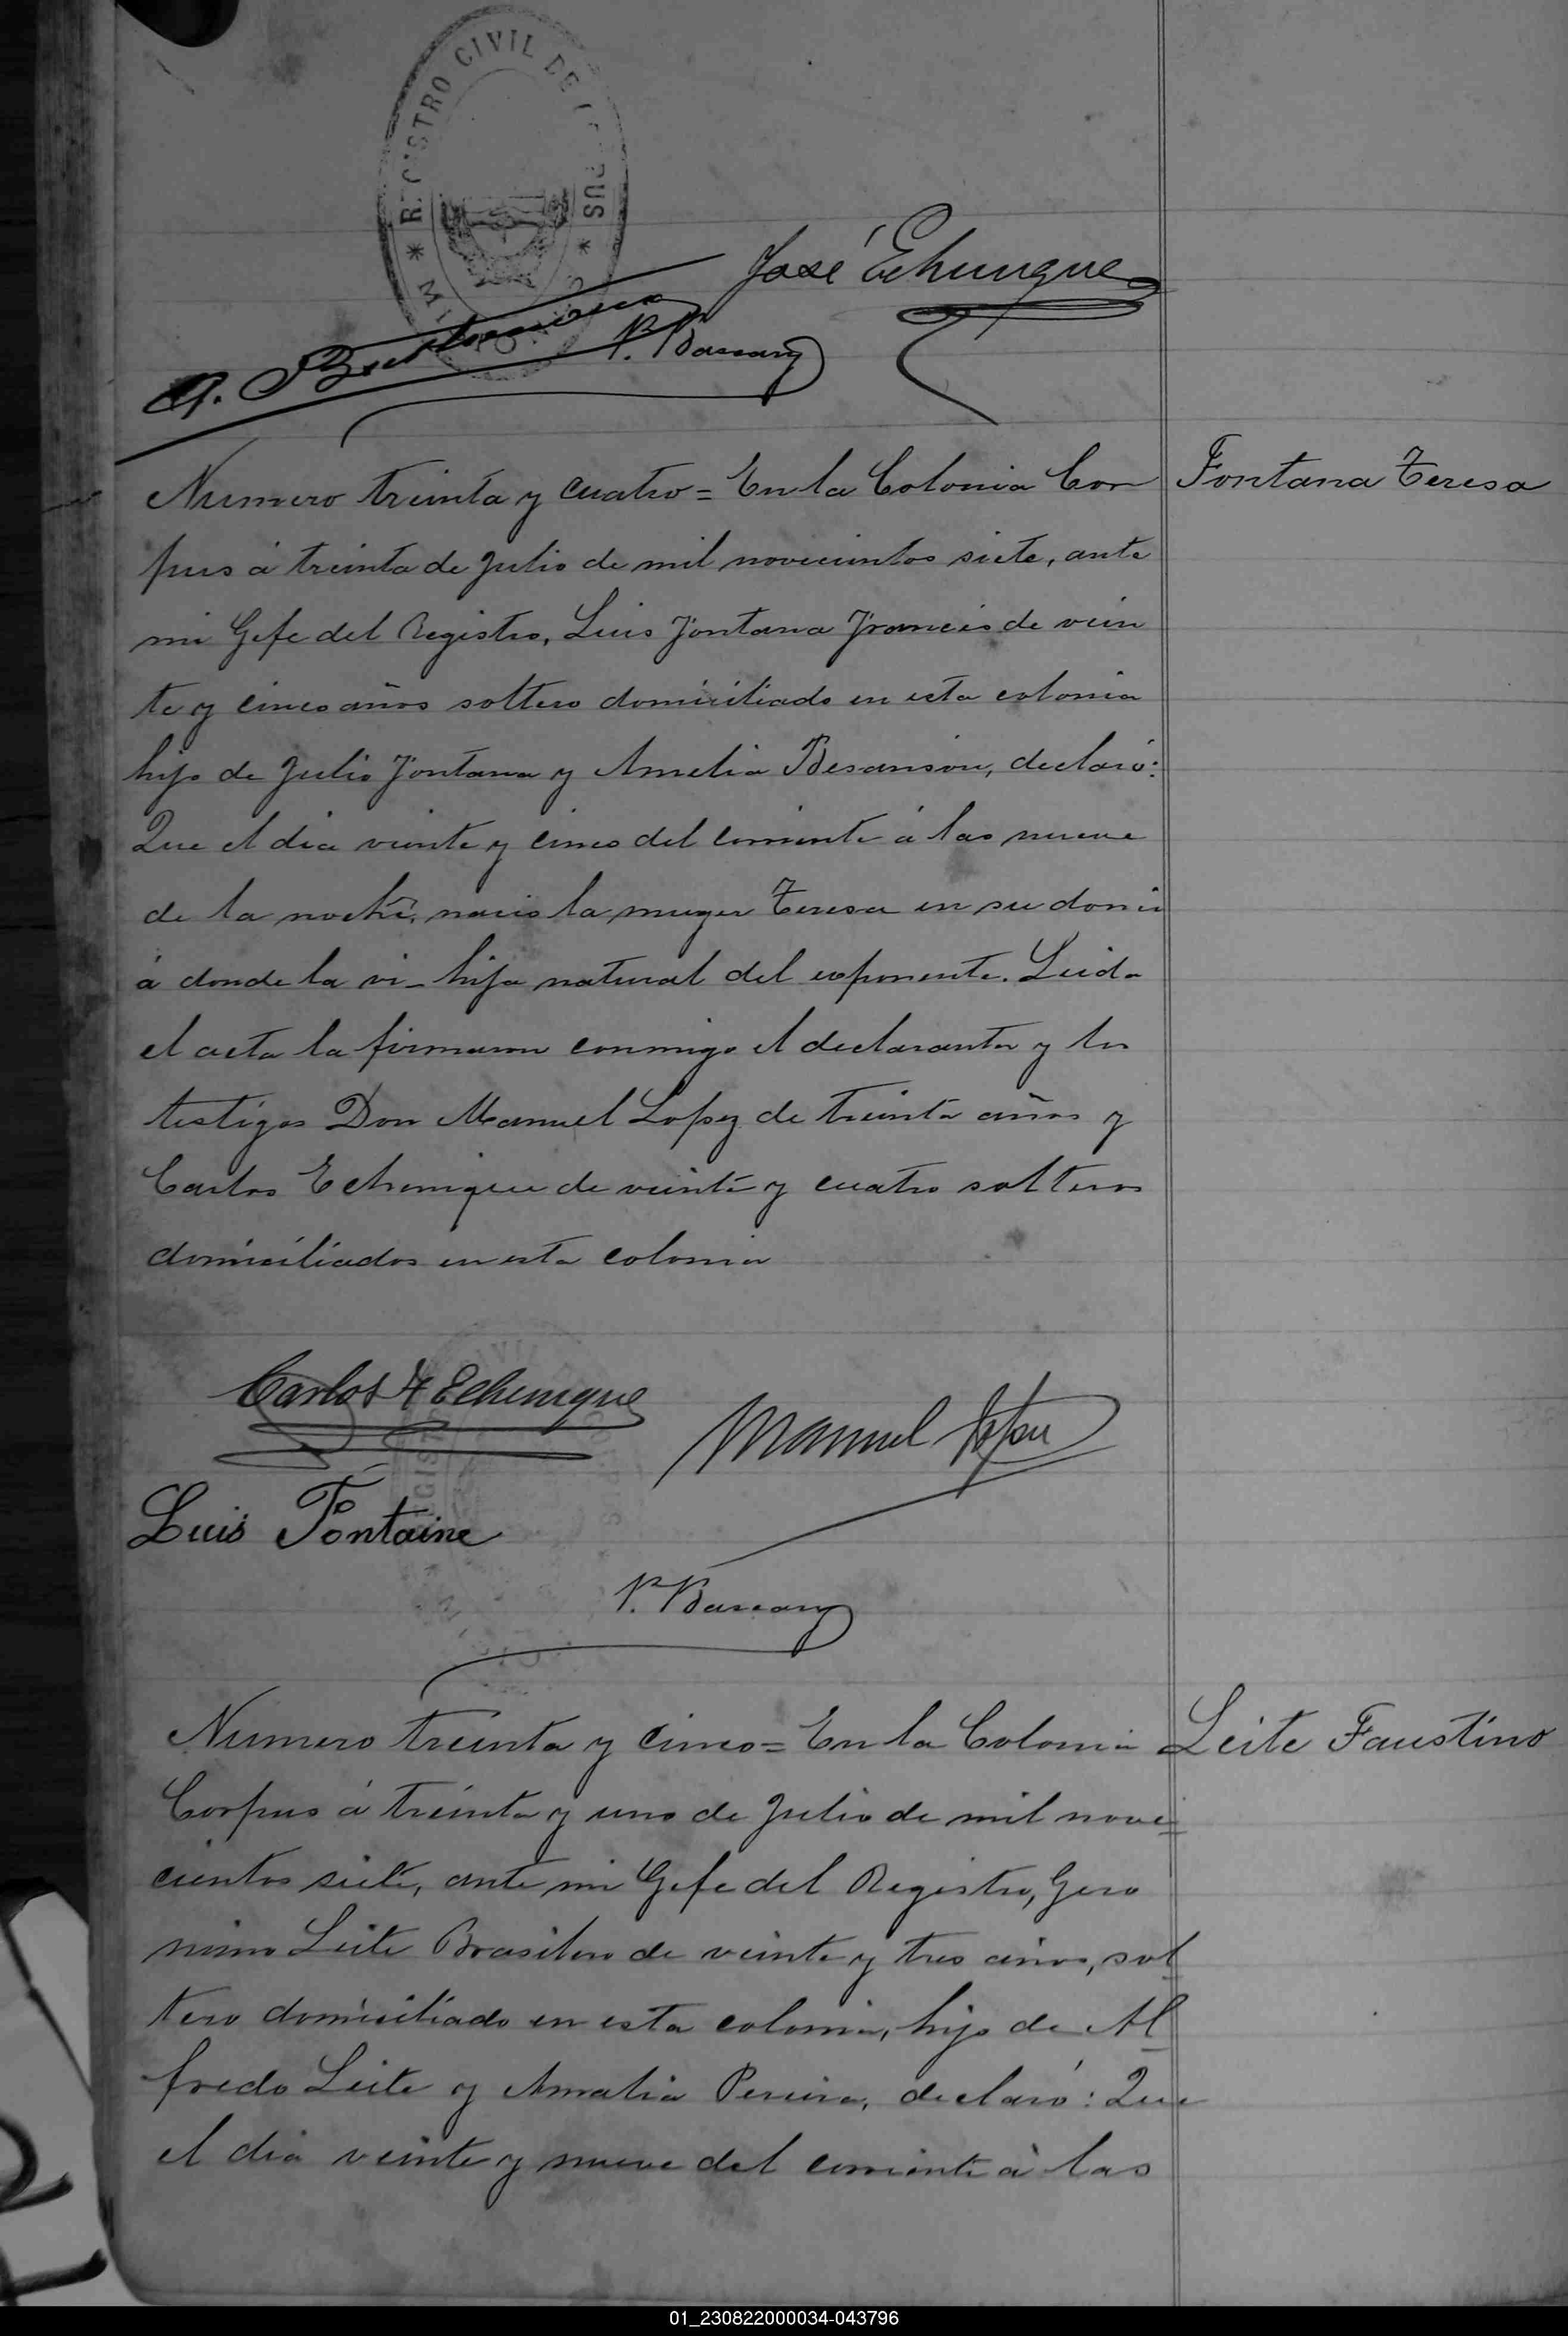 REGISTRO CIVIL DE
José Echenique
P. Bascary
Numero treinta y cuatro = En la Colonia Cor
Fontana Teresa
pus á treinta de Julio de mil novecientos siete, ante
mi Gefe del Registro, Luis Fontana Francés de vein
te y cinco años soltero domiciliado en esta colonia
hijo de Julio Fontana y Amelia Besanson, declaró:
Que el dia veinte y cinco del corriente á las nueve
de la noche, nació la muger Teresa en su domi
á donde la vi_ hija natural del exponente. Leida
el acta la firmaron conmigo el declarante y los
testigos Don Manuel Lopez de treinta años y
Carlos Echenique de veinte y cuatro solteros
domiciliados en esta colonia
Carlos F Echenique
Manuel Lopez
Luis Fontaine
P. Bascary
Numero treinta y cinco = En la Colonia
Leite Faustino
Corpus á treinta y uno de Julio de mil nove
cientos siete, ante mi Gefe del Registro, Gero
nimo Leite Brasilero de veinte y tres años, sol
tero domiciliado en esta colonia, hijo de Al
fredo Leite y Amalia Pereira, declaró: Que
el dia veinte y nueve del corriente á las
01_230822000034-043796